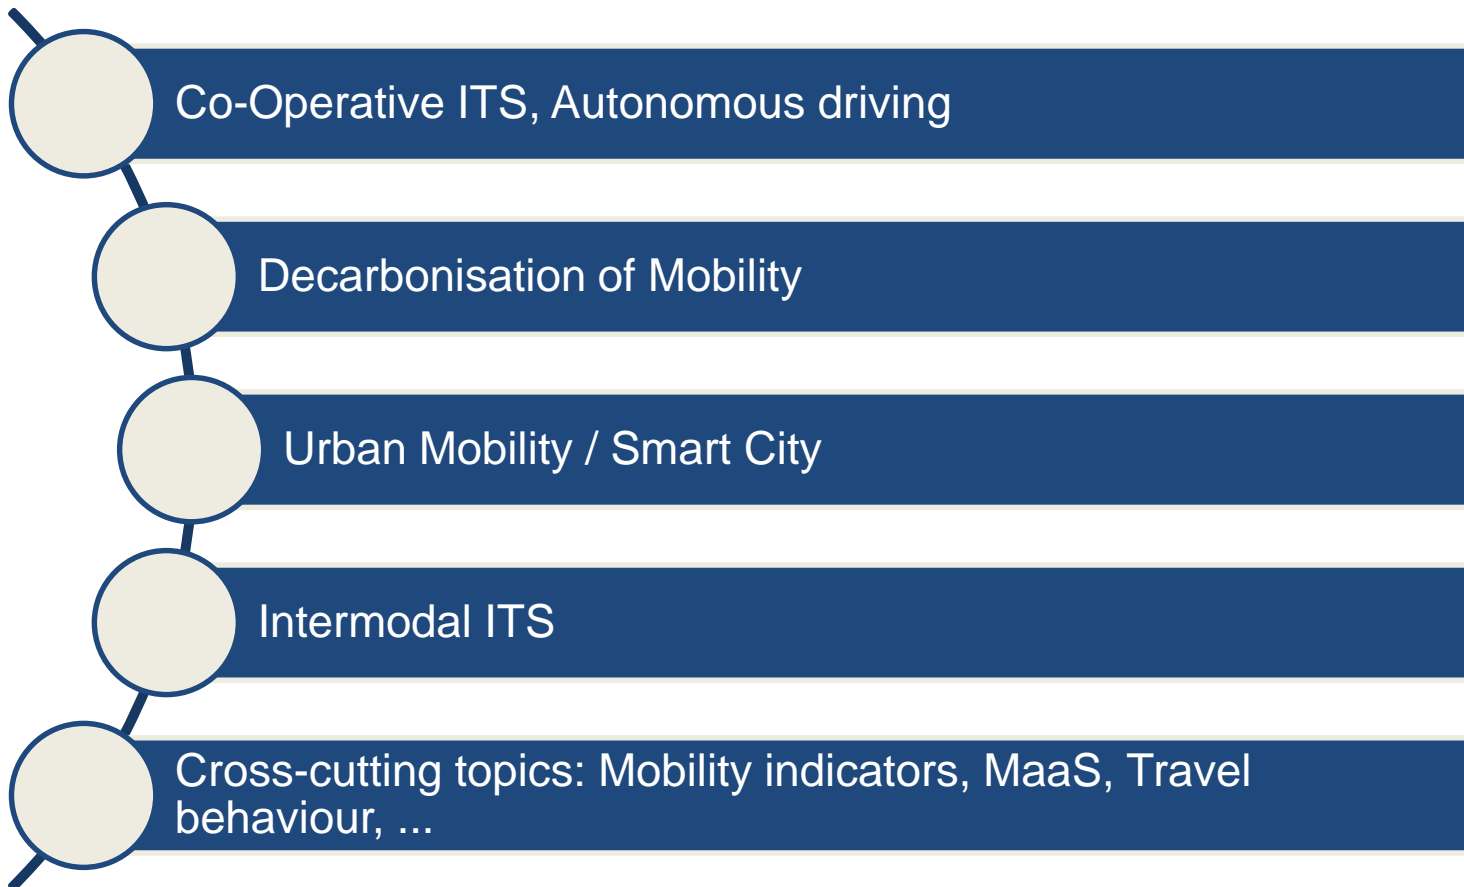 Co-Operative ITS, Autonomous driving
Decarbonisation of Mobility
Urban Mobility / Smart City
Intermodal ITS
Cross-cutting topics: Mobility indicators, MaaS, Travel
behaviour, ...